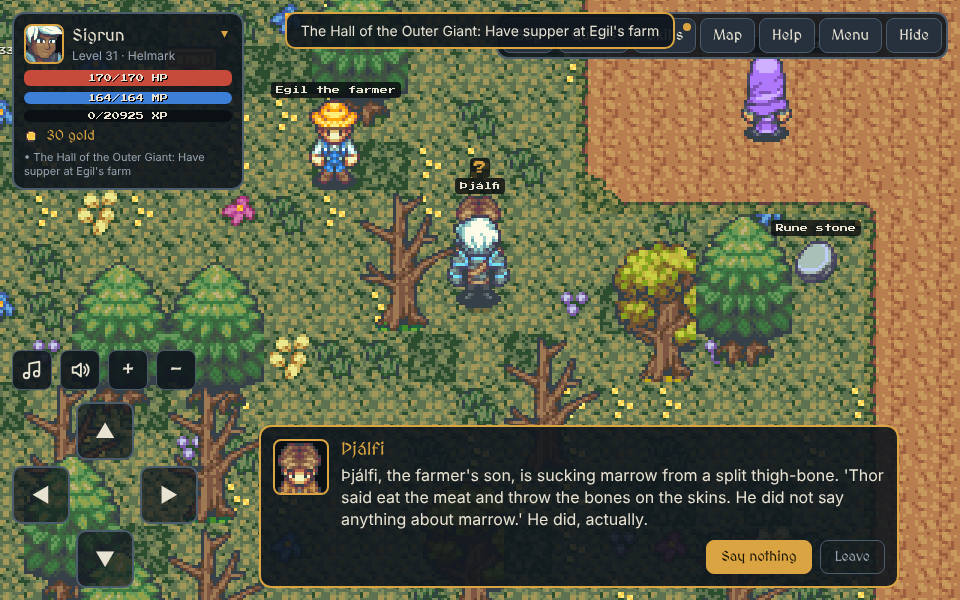 Sigrun
Level 31 · Helmark
170/170 HP
164/164 MP
0/20925 XP
30 gold
• The Hall of the Outer Giant: Have
supper at Egil's farm
The Hall of the Outer Giant: Have supper at Egil's farm
Map
Help
Menu
Hide
Egil the farmer
?
Þjálfi
Rune stone
+
−
Þjálfi
Þjálfi, the farmer's son, is sucking marrow from a split thigh-bone. 'Thor
said eat the meat and throw the bones on the skins. He did not say
anything about marrow.' He did, actually.
Say nothing
Leave